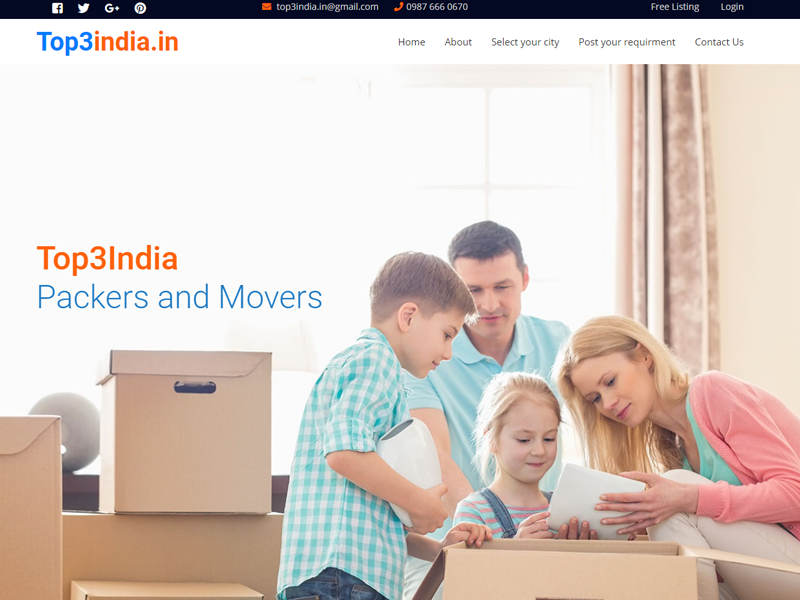 top3india.in@gmail.com 0987 666 0670 Free Listing Login
Top3india.in Home About Select your city Post your requirment Contact Us
Top3India
Packers and Movers